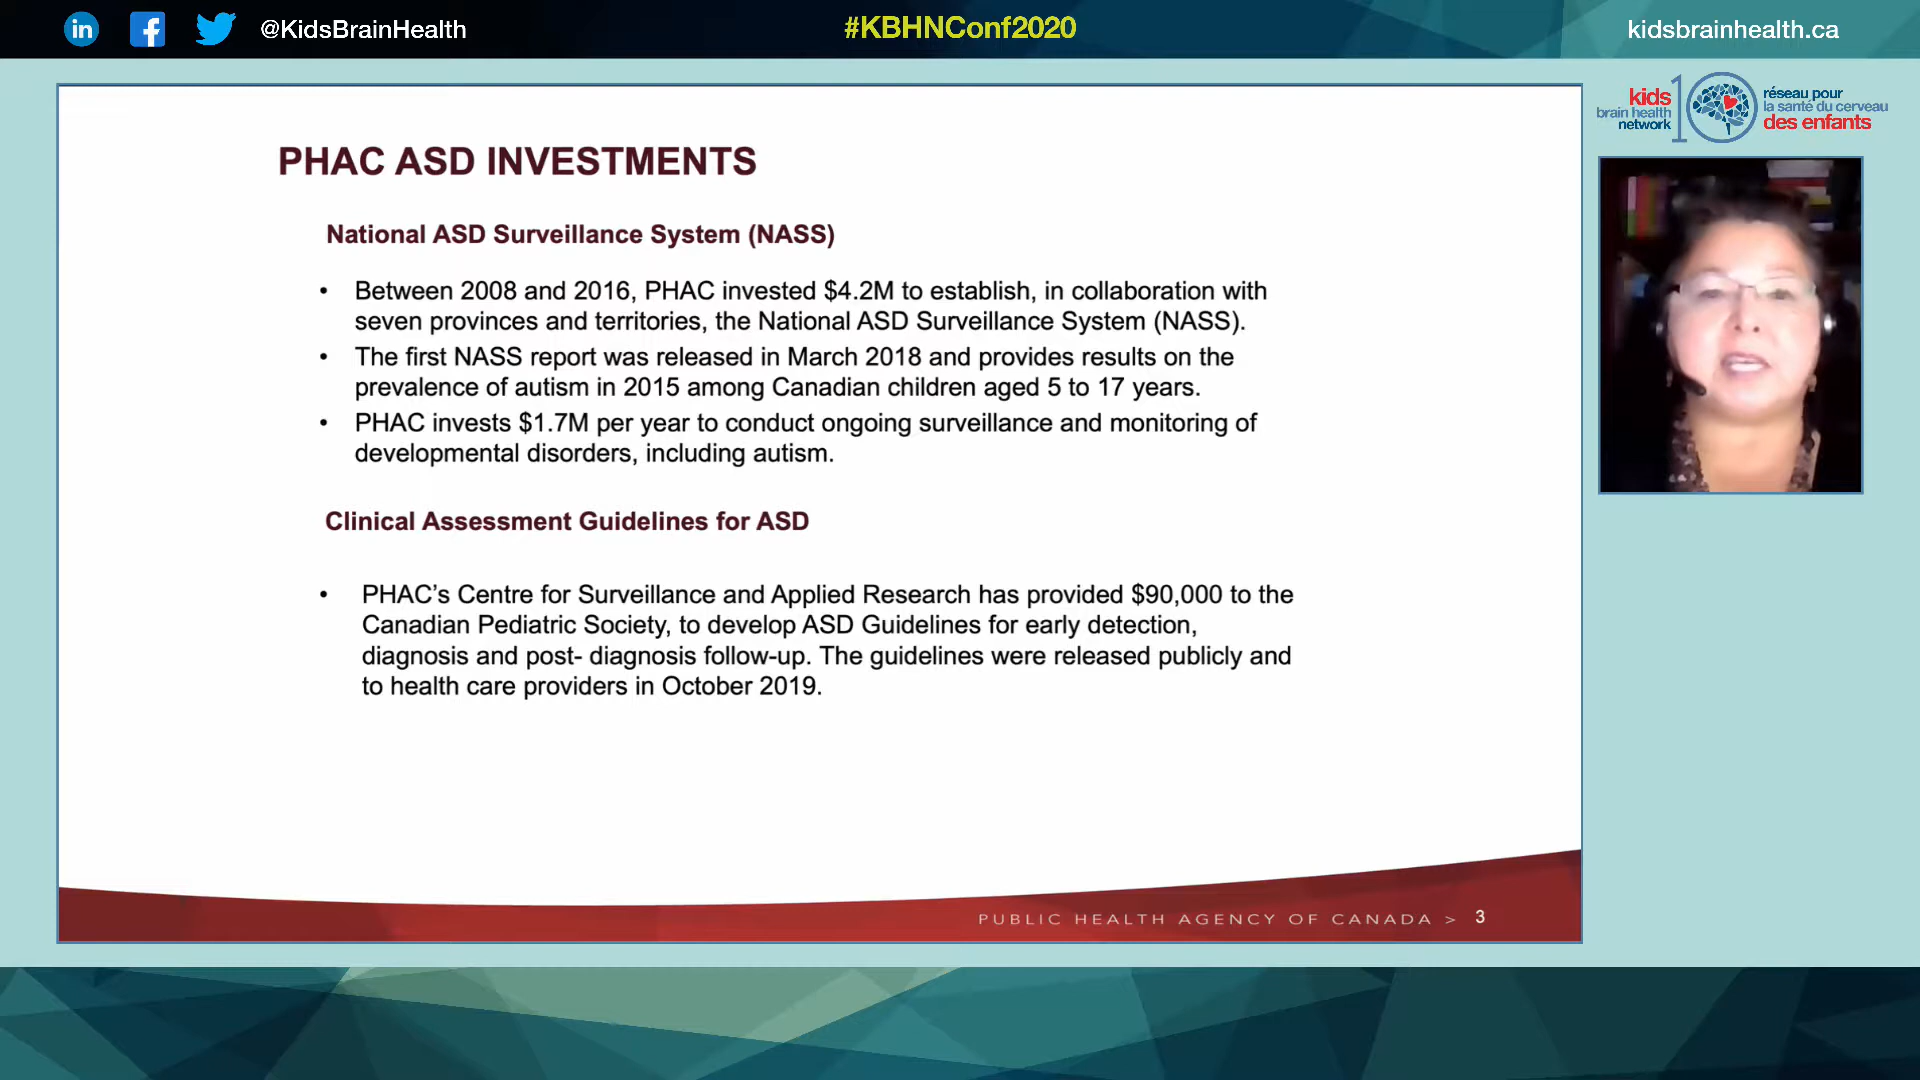 @KidsBrainHealth
#KBHNConf2020
kidsbrainhealth.ca
kids
brain health
network
10
réseau pour
la santé du cerveau
des enfants
PHAC ASD INVESTMENTS
National ASD Surveillance System (NASS)
• Between 2008 and 2016, PHAC invested $4.2M to establish, in collaboration with
seven provinces and territories, the National ASD Surveillance System (NASS).
• The first NASS report was released in March 2018 and provides results on the
prevalence of autism in 2015 among Canadian children aged 5 to 17 years.
• PHAC invests $1.7M per year to conduct ongoing surveillance and monitoring of
developmental disorders, including autism.
Clinical Assessment Guidelines for ASD
• PHAC’s Centre for Surveillance and Applied Research has provided $90,000 to the
Canadian Pediatric Society, to develop ASD Guidelines for early detection,
diagnosis and post- diagnosis follow-up. The guidelines were released publicly and
to health care providers in October 2019.
PUBLIC HEALTH AGENCY OF CANADA > 3